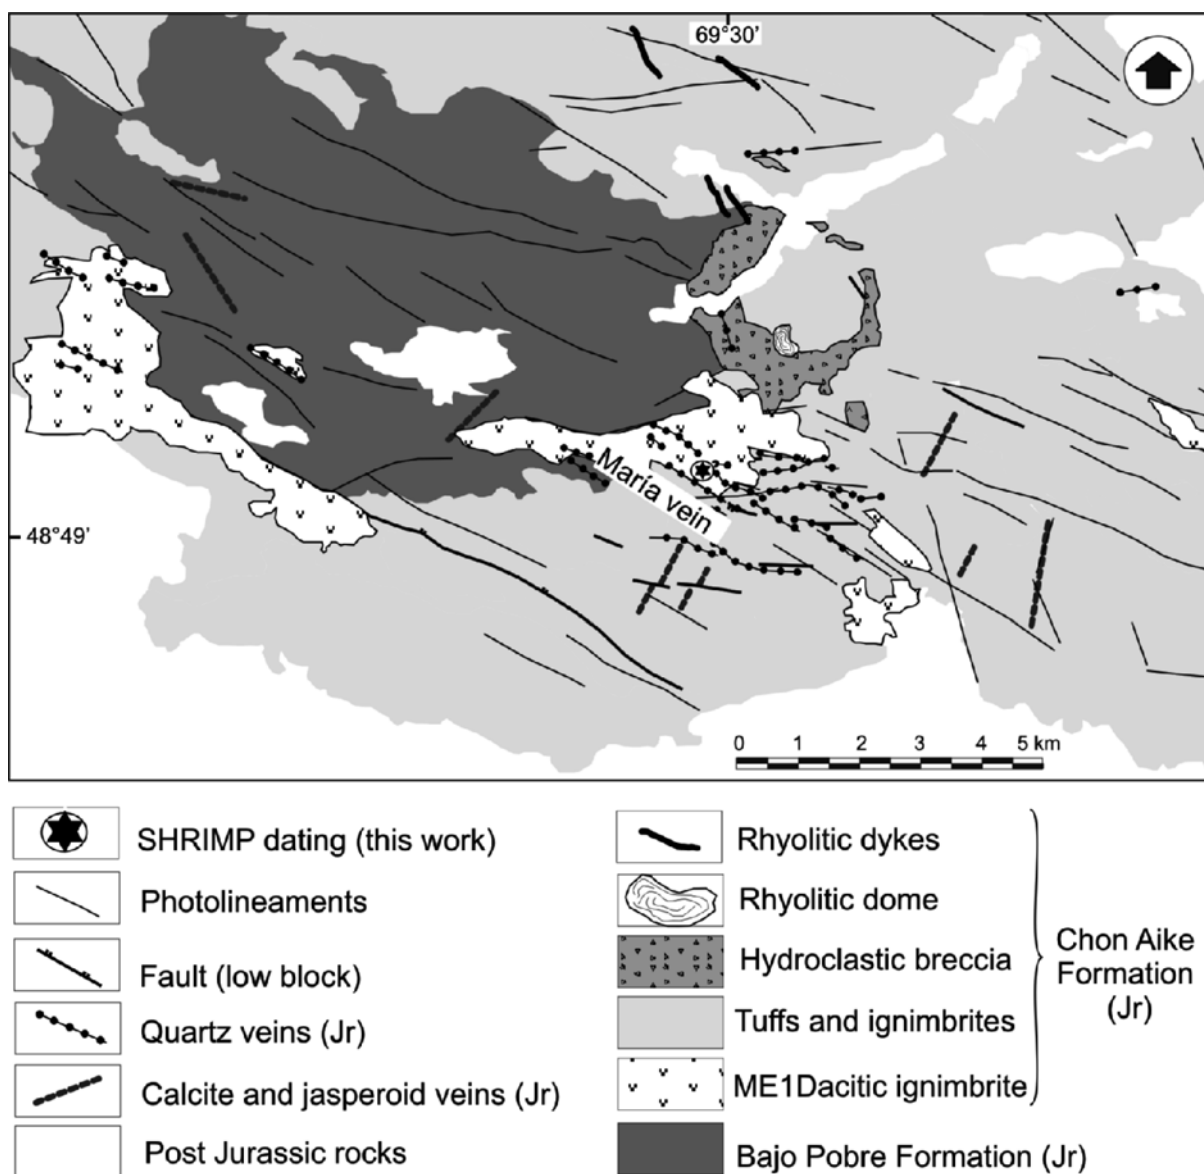 69°30'
María vein
48°49'
0 1 2 3 4 5 km
SHRIMP dating (this work)
Photolineaments
Fault (low block)
Quartz veins (Jr)
Calcite and jasperoid veins (Jr)
Post Jurassic rocks
Rhyolitic dykes
Rhyolitic dome
Hydroclastic breccia
Tuffs and ignimbrites
ME1Dacitic ignimbrite
Bajo Pobre Formation (Jr)
Chon Aike
Formation
(Jr)